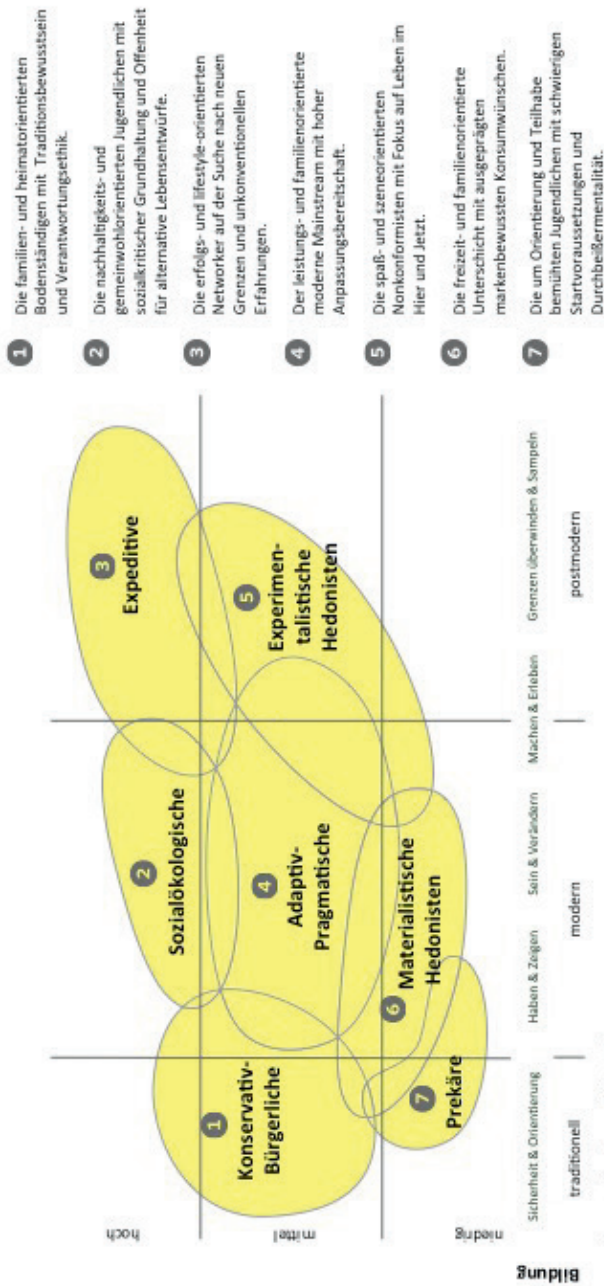 Bildung
hoch
mittel
niedrig
1
Konservativ-
Bürgerliche
2
Sozialökologische
3
Expeditive
4
Adaptiv-
Pragmatische
5
Experimen-
talistische
Hedonisten
6
Materialistische
Hedonisten
7
Prekäre
Sicherheit & Orientierung
Haben & Zeigen
Sein & Verändern
Machen & Erleben
Grenzen überwinden & Sampeln
traditionell
modern
postmodern
1
Die familien- und heimatorientierten
Bodenständigen mit Traditionsbewusstsein
und Verantwortungsethik.
2
Die nachhaltigkeits- und
gemeinwohlorientierten Jugendlichen mit
sozialkritischer Grundhaltung und Offenheit
für alternative Lebensentwürfe.
3
Die erfolgs- und lifestyle-orientierten
Networker auf der Suche nach neuen
Grenzen und unkonventionellen
Erfahrungen.
4
Der leistungs- und familienorientierte
moderne Mainstream mit hoher
Anpassungsbereitschaft.
5
Die spaß- und szeneorientierten
Nonkonformisten mit Fokus auf Leben im
Hier und Jetzt.
6
Die freizeit- und familienorientierte
Unterschicht mit ausgeprägten
markenbewussten Konsumwünschen.
7
Die um Orientierung und Teilhabe
bemühten Jugendlichen mit schwierigen
Startvoraussetzungen und
Durchbeißermentalität.